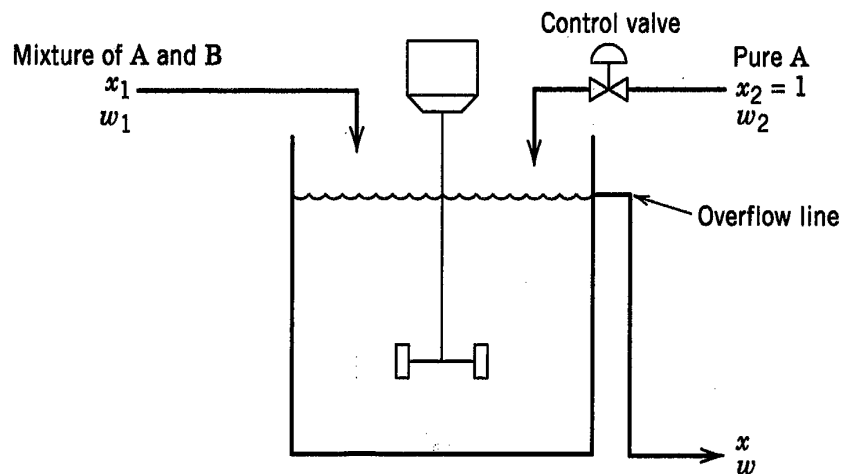 Control valve
Mixture of A and B
x1
w1
Pure A
x2 = 1
w2
Overflow line
x
w